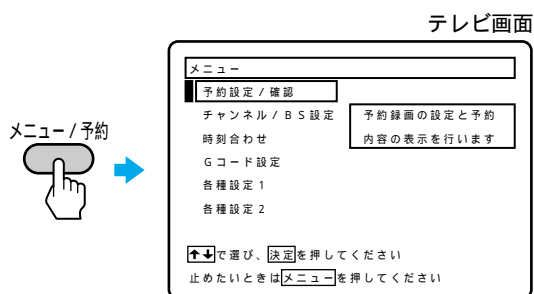 テレビ画面
メニュー / 予約
メニュー
予約設定 / 確認
チャンネル / BS設定
時刻合わせ
Gコード設定
各種設定1
各種設定2
予約録画の設定と予約
内容の表示を行います
↑↓で選び、決定を押してください
止めたいときはメニューを押してください